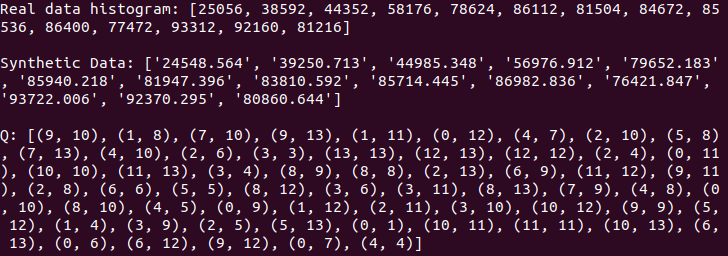 Real data histogram: [25056, 38592, 44352, 58176, 78624, 86112, 81504, 84672, 85
536, 86400, 77472, 93312, 92160, 81216]
Synthetic Data: ['24548.564', '39250.713', '44985.348', '56976.912', '79652.183'
, '85940.218', '81947.396', '83810.592', '85714.445', '86982.836', '76421.847',
'93722.006', '92370.295', '80860.644']
Q: [(9, 10), (1, 8), (7, 10), (9, 13), (1, 11), (0, 12), (4, 7), (2, 10), (5, 8)
, (7, 13), (4, 10), (2, 6), (3, 3), (13, 13), (12, 13), (12, 12), (2, 4), (0, 11
), (10, 10), (11, 13), (3, 4), (8, 9), (8, 8), (2, 13), (6, 9), (11, 12), (9, 11
), (2, 8), (6, 6), (5, 5), (8, 12), (3, 6), (3, 11), (8, 13), (7, 9), (4, 8), (0
, 10), (8, 10), (4, 5), (0, 9), (1, 12), (2, 11), (3, 10), (10, 12), (9, 9), (5,
12), (1, 4), (3, 9), (2, 5), (5, 13), (0, 1), (10, 11), (11, 11), (10, 13), (6,
13), (0, 6), (6, 12), (9, 12), (0, 7), (4, 4)]